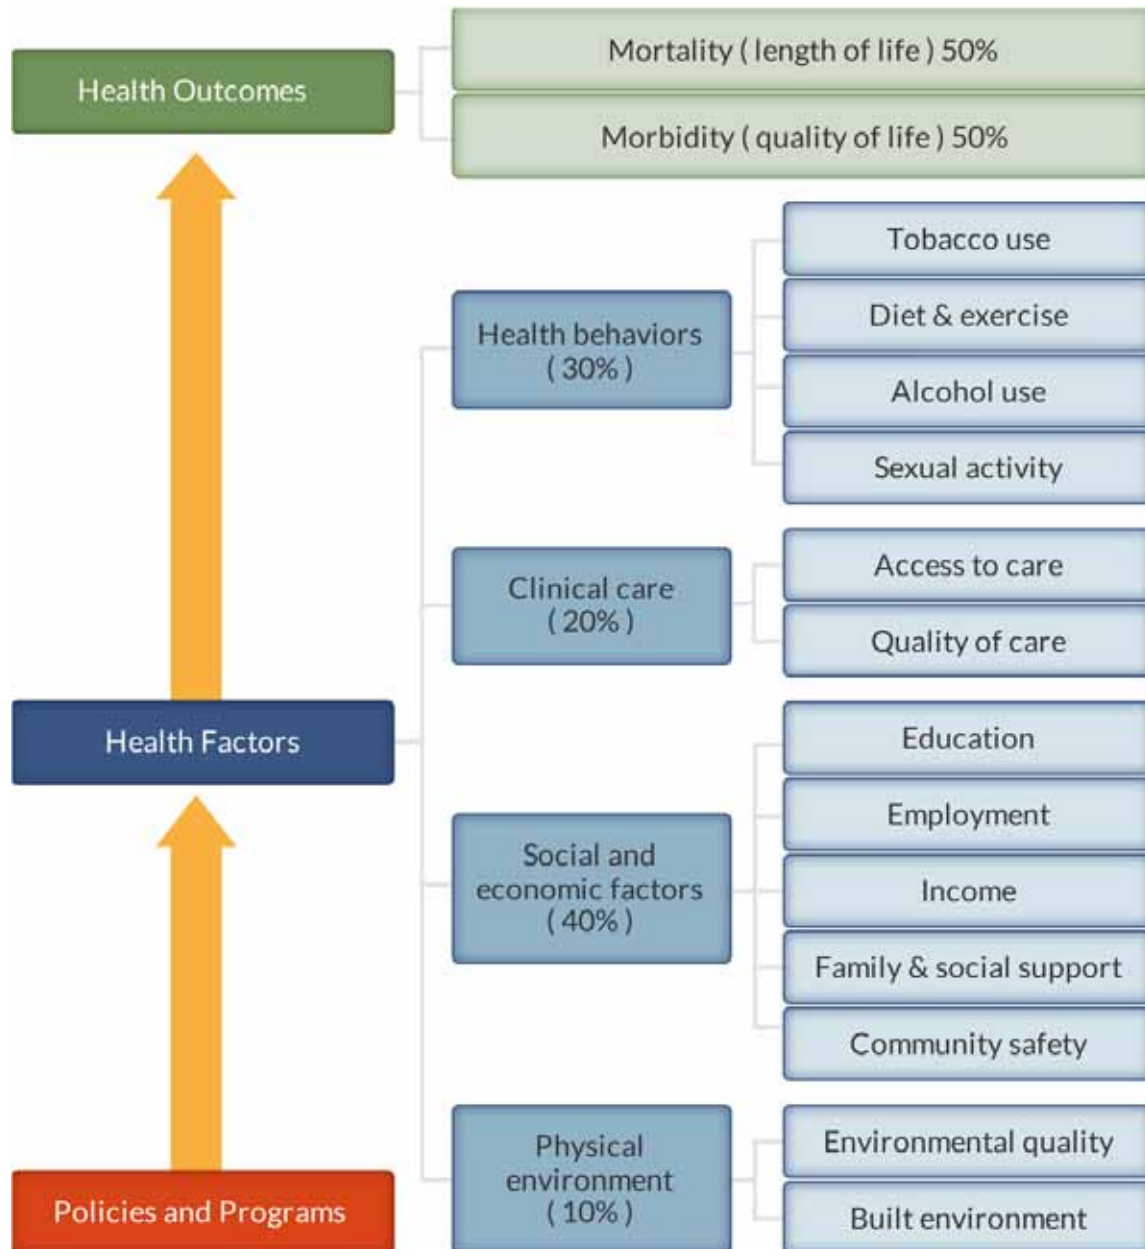 Health Outcomes
Mortality ( length of life ) 50%
Morbidity ( quality of life ) 50%
Health behaviors
( 30% )
Tobacco use
Diet & exercise
Alcohol use
Sexual activity
Clinical care
( 20% )
Access to care
Quality of care
Health Factors
Social and
economic factors
( 40% )
Education
Employment
Income
Family & social support
Community safety
Policies and Programs
Physical
environment
( 10% )
Environmental quality
Built environment